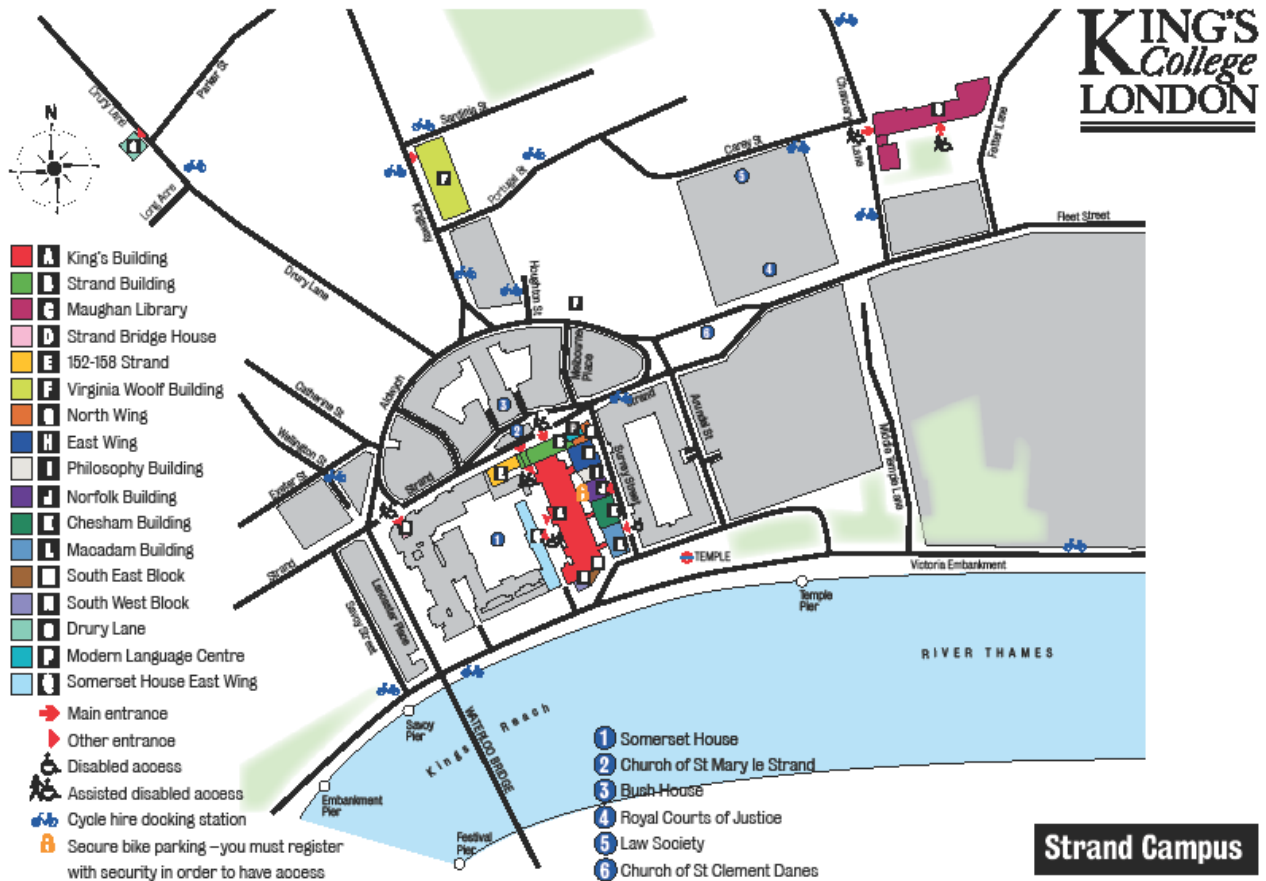 KING'S
College
LONDON
N
Drury Lane
Parker St
Long Acre
Drury Lane
Sardinia St
Kingsway
Portugal St
Houghton St
Carey St
Chancery Lane
Fetter Lane
Fleet Street
Aldwych
Melbourne Place
Catherine St
Wellington St
Exeter St
Strand
Strand
Strand
Surrey Street
Arundel St
Middle Temple Lane
Savoy Street
Lancaster Place
TEMPLE
Victoria Embankment
Temple Pier
RIVER THAMES
Kings Reach
WATERLOO BRIDGE
Savoy Pier
Embankment Pier
Festival Pier
A King's Building
B Strand Building
C Maughan Library
D Strand Bridge House
E 152-158 Strand
F Virginia Woolf Building
North Wing
H East Wing
I Philosophy Building
J Norfolk Building
Chesham Building
L Macadam Building
South East Block
South West Block
Drury Lane
P Modern Language Centre
Somerset House East Wing
Main entrance
Other entrance
Disabled access
Assisted disabled access
Cycle hire docking station
Secure bike parking – you must register
with security in order to have access
1 Somerset House
2 Church of St Mary le Strand
3 Bush House
4 Royal Courts of Justice
5 Law Society
6 Church of St Clement Danes
Strand Campus